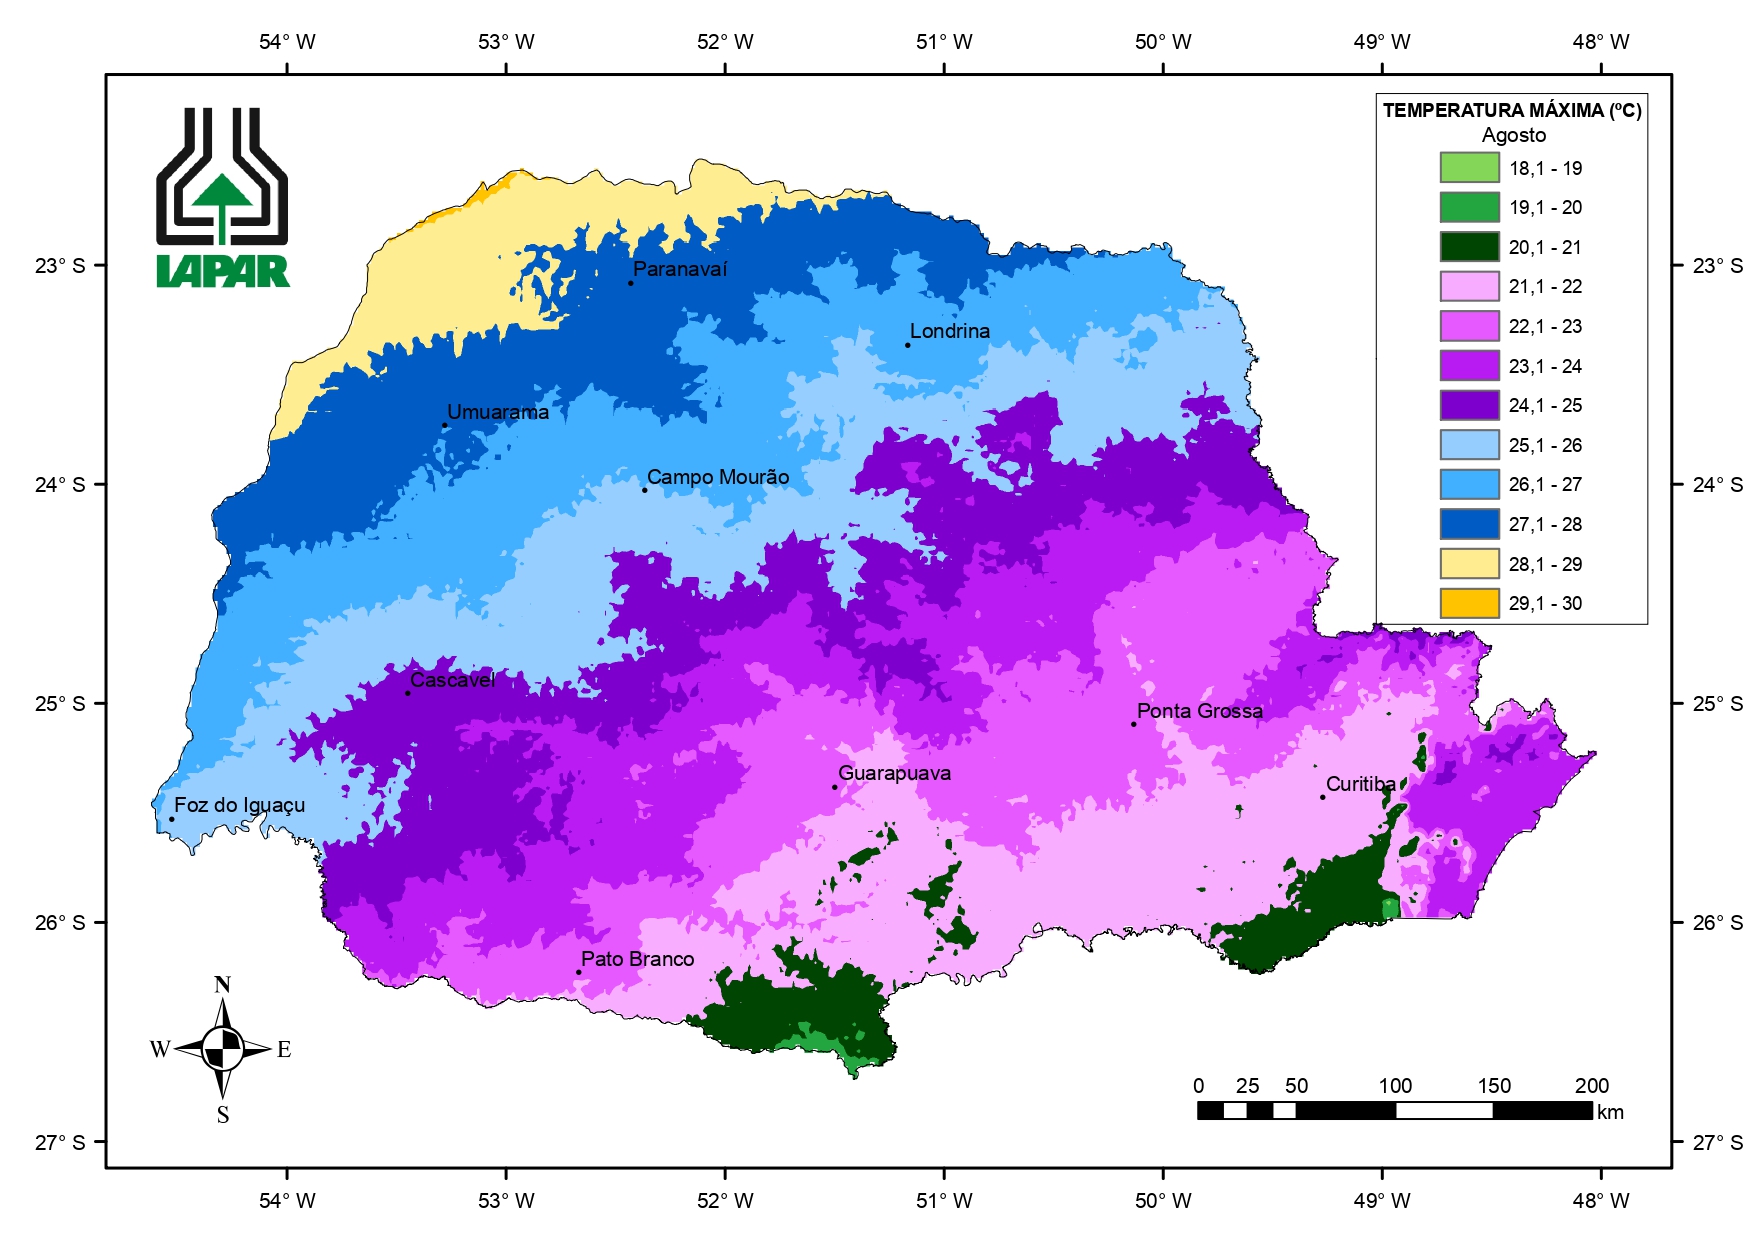 54° W 53° W 52° W 51° W 50° W 49° W 48° W
TEMPERATURA MÁXIMA (ºC)
Agosto
18,1 - 19
19,1 - 20
20,1 - 21
21,1 - 22
22,1 - 23
23,1 - 24
24,1 - 25
25,1 - 26
26,1 - 27
27,1 - 28
28,1 - 29
29,1 - 30
IAPAR
23° S 23° S
Paranavaí
Londrina
Umuarama
Campo Mourão
24° S 24° S
Cascavel
25° S 25° S
Ponta Grossa
Guarapuava
Curitiba
Foz do Iguaçu
26° S 26° S
Pato Branco
N
W E
S
0 25 50 100 150 200
km
27° S 27° S
54° W 53° W 52° W 51° W 50° W 49° W 48° W